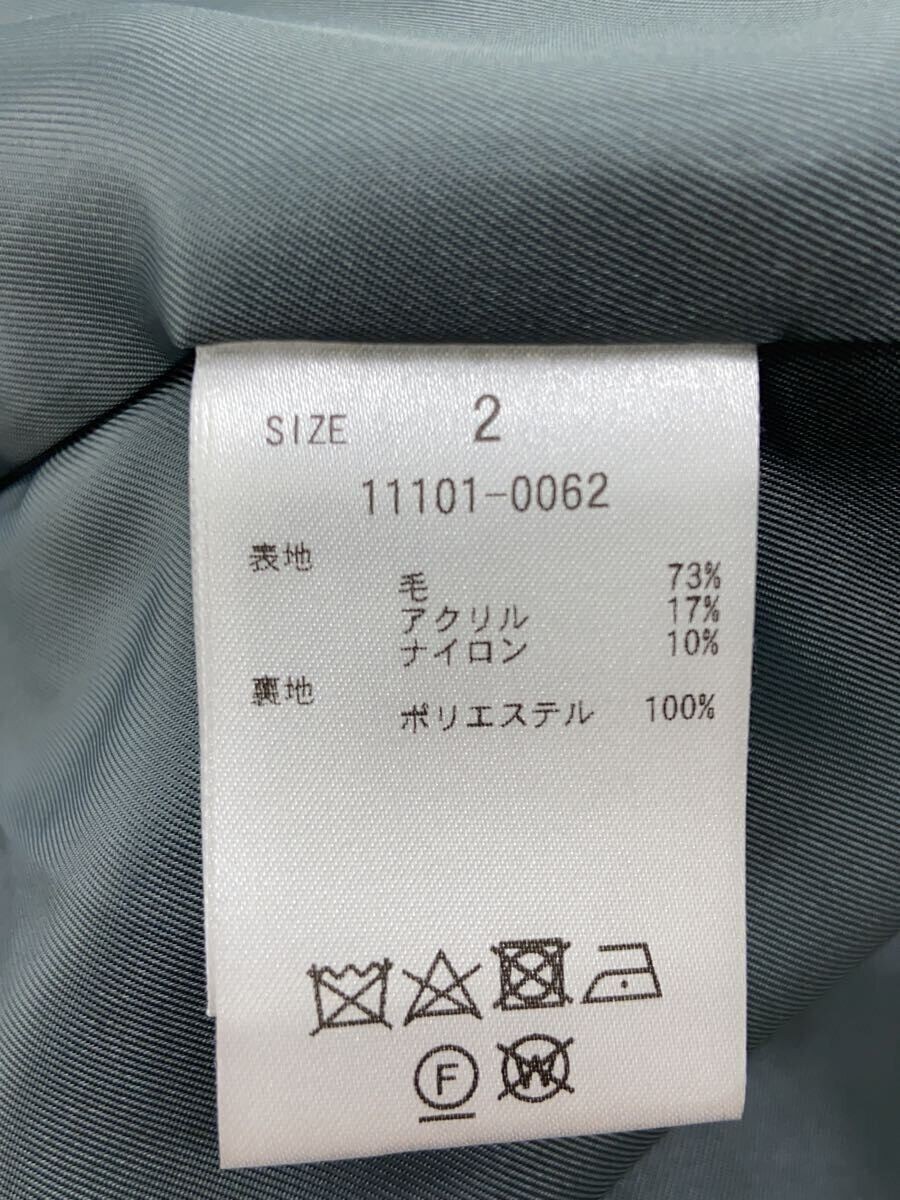 SIZE 2
11101-0062
表地
毛 73%
アクリル 17%
ナイロン 10%
裏地
ポリエステル 100%
F
W